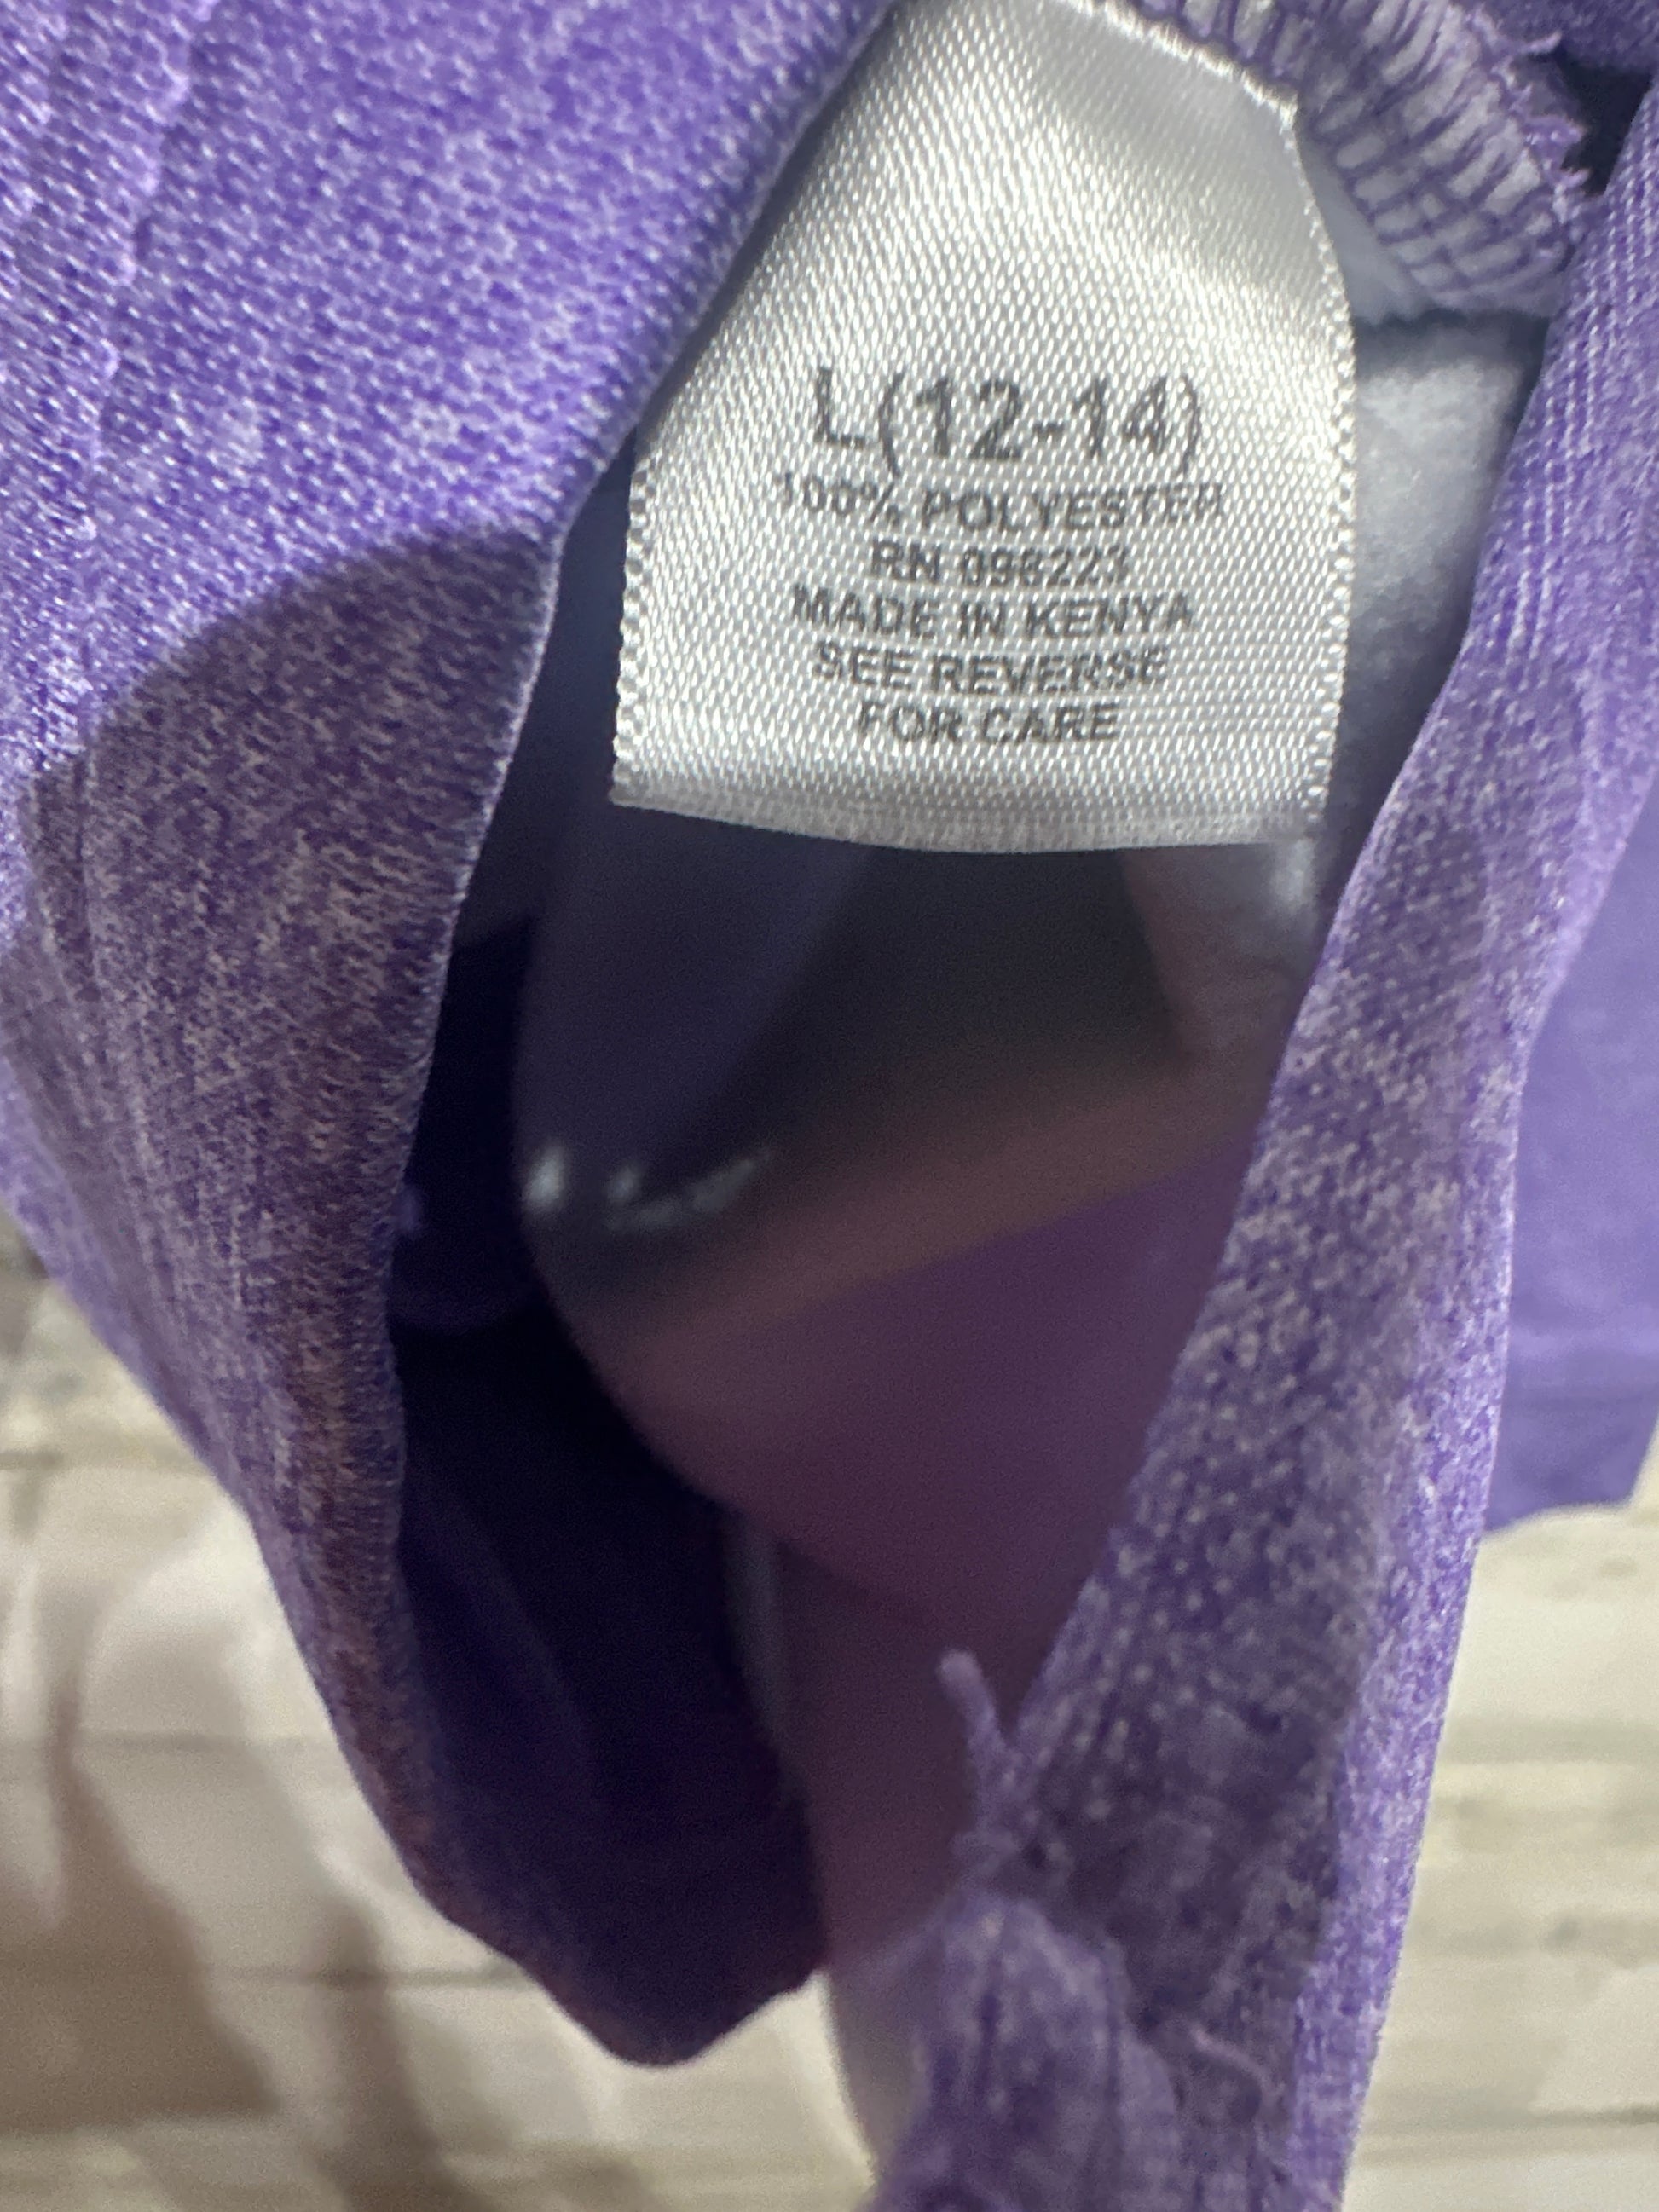 L(12-14)
100% POLYESTER
RN 096223
MADE IN KENYA
SEE REVERSE
FOR CARE